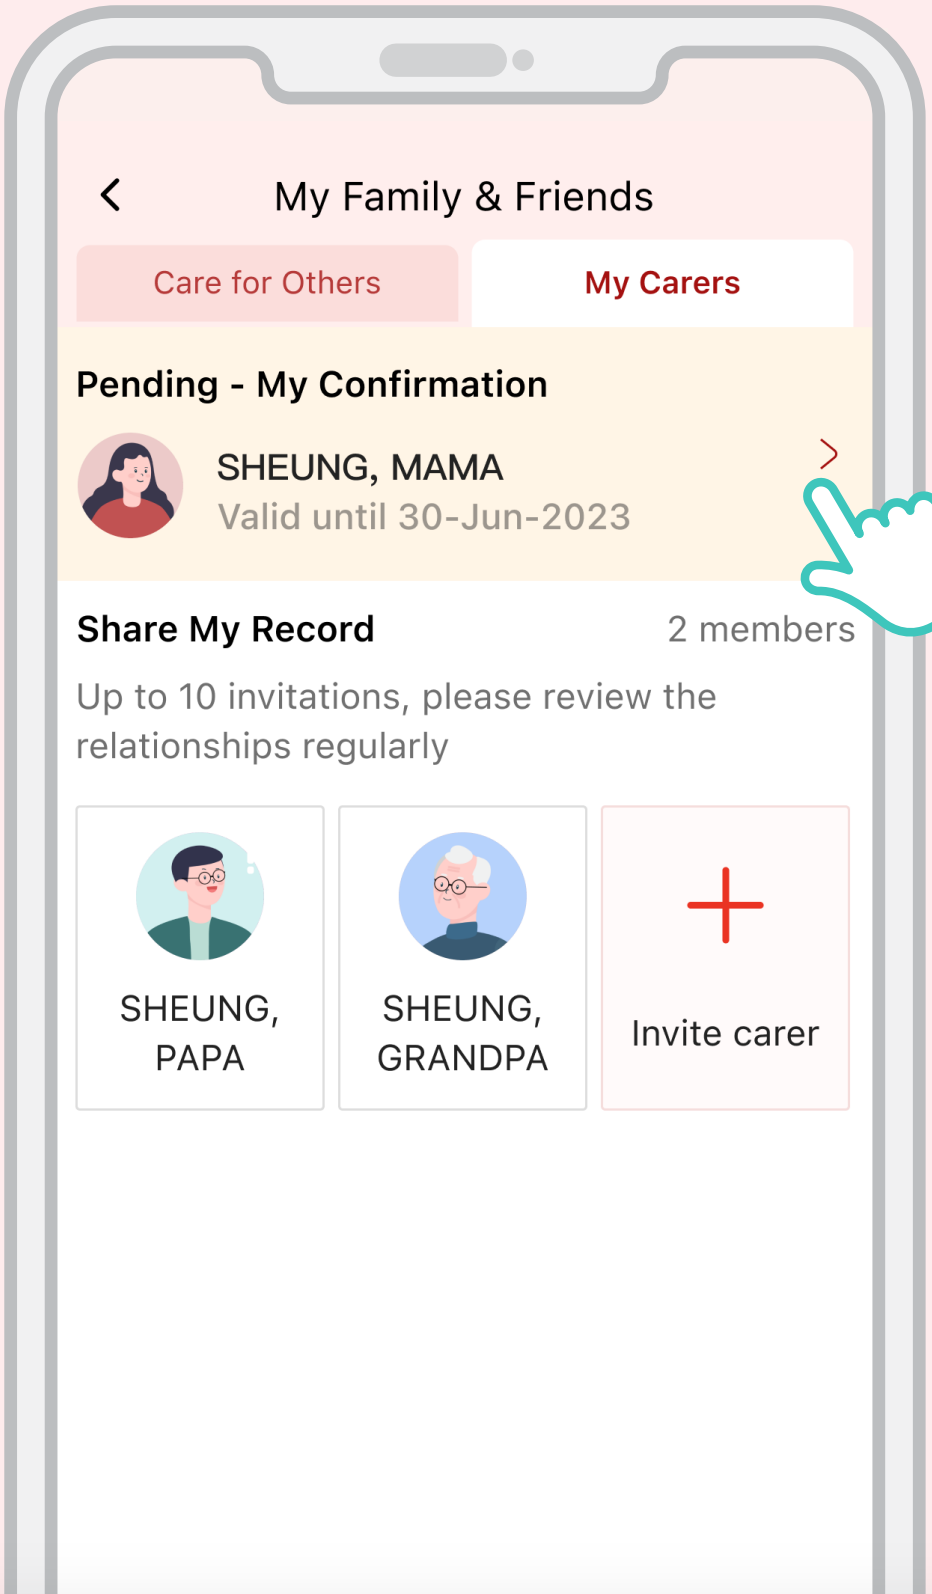 My Family & Friends
Care for Others
My Carers
Pending - My Confirmation
SHEUNG, MAMA
Valid until 30-Jun-2023
Share My Record
2 members
Up to 10 invitations, please review the
relationships regularly
SHEUNG,
PAPA
SHEUNG,
GRANDPA
Invite carer